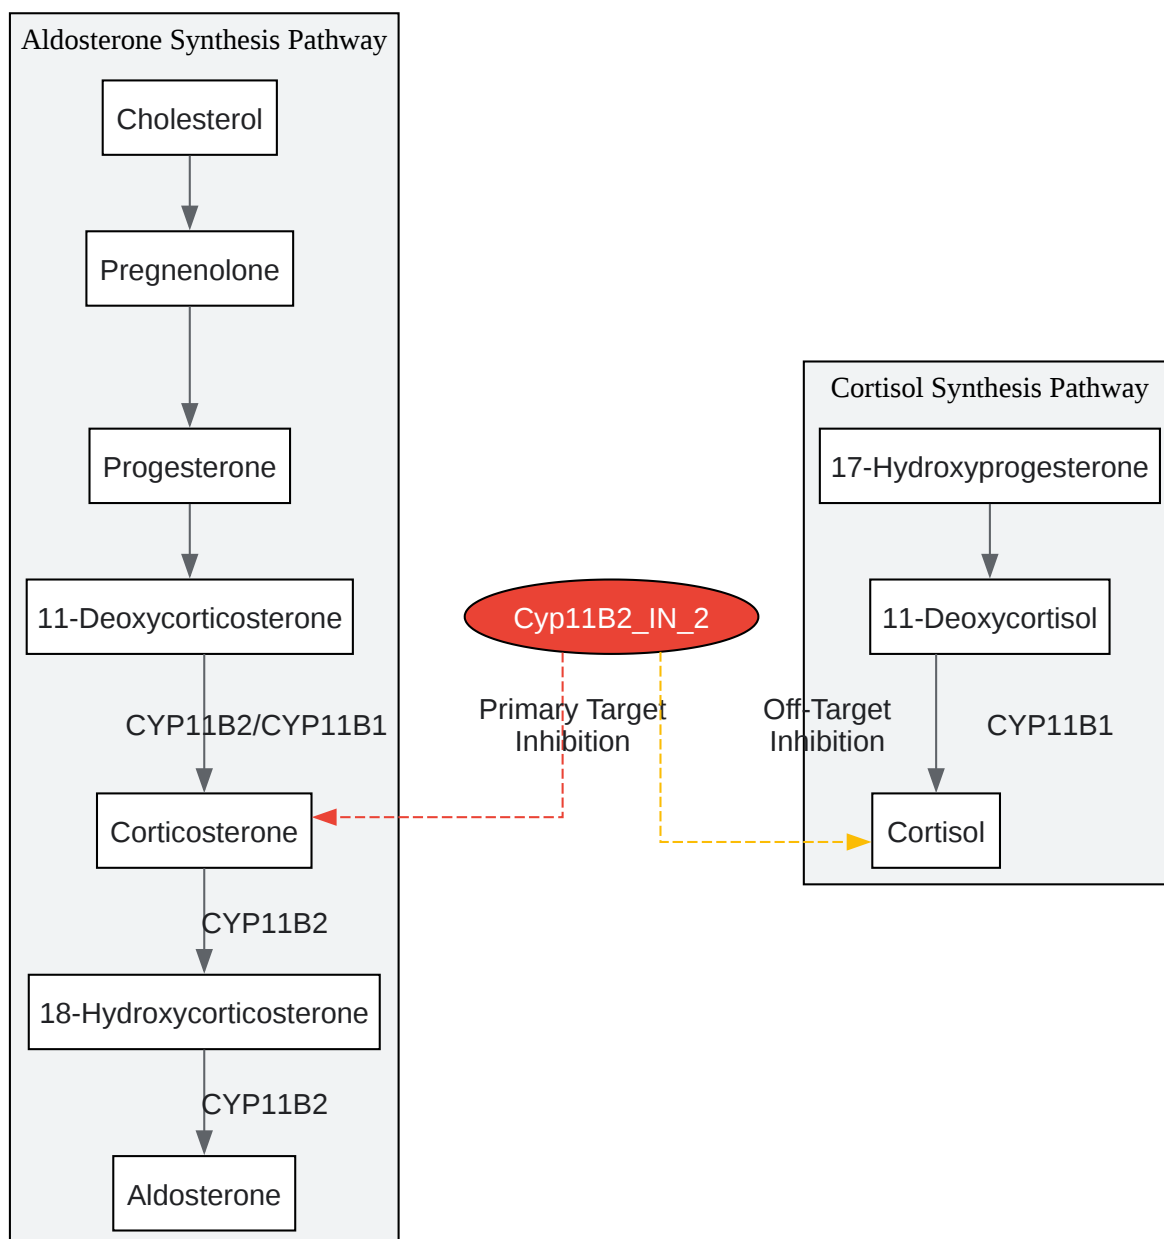 Aldosterone Synthesis Pathway
Cholesterol
Pregnenolone
Progesterone
11-Deoxycorticosterone
CYP11B2/CYP11B1
Corticosterone
CYP11B2
18-Hydroxycorticosterone
CYP11B2
Aldosterone
Cyp11B2_IN_2
Primary Target
Inhibition
Off-Target
Inhibition
Cortisol Synthesis Pathway
17-Hydroxyprogesterone
11-Deoxycortisol
CYP11B1
Cortisol